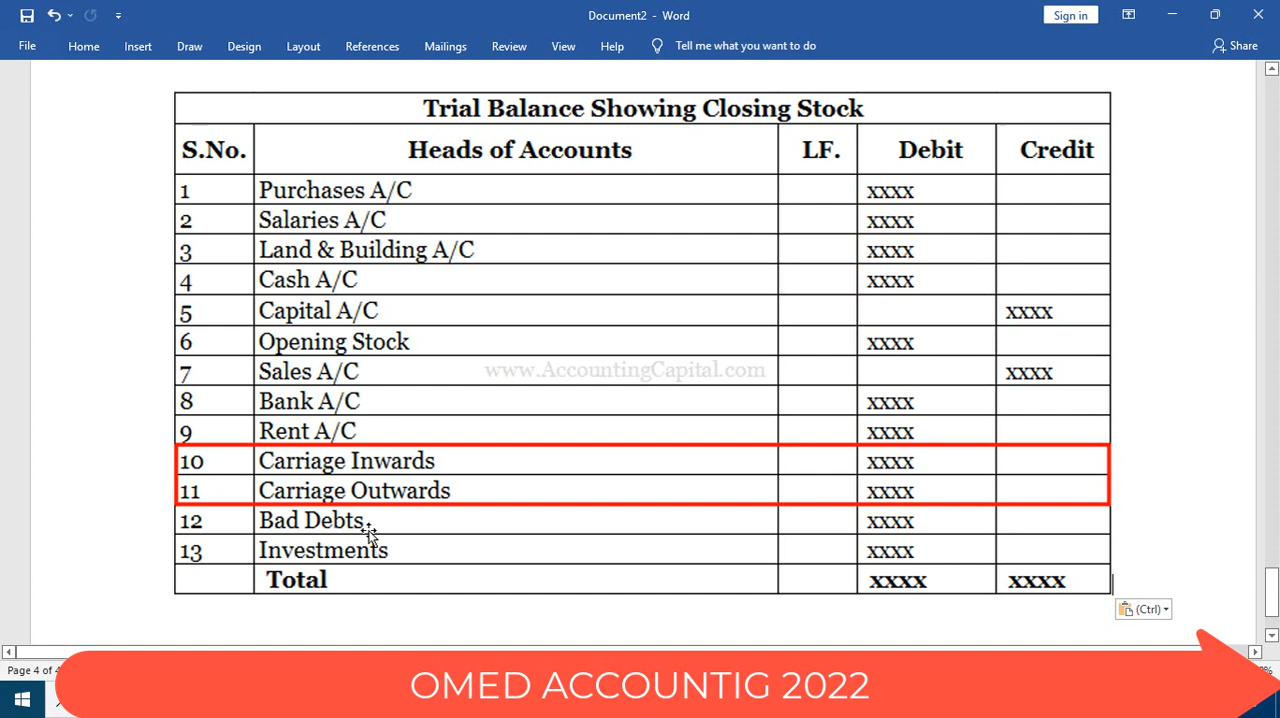 Document2 - Word
Sign in
File Home Insert Draw Design Layout References Mailings Review View Help Tell me what you want to do Share
Trial Balance Showing Closing Stock
S.No. Heads of Accounts LF. Debit Credit
1 Purchases A/C xxxx
2 Salaries A/C xxxx
3 Land & Building A/C xxxx
4 Cash A/C xxxx
5 Capital A/C xxxx
6 Opening Stock xxxx
www.AccountingCapital.com
7 Sales A/C xxxx
8 Bank A/C xxxx
9 Rent A/C xxxx
10 Carriage Inwards xxxx
11 Carriage Outwards xxxx
12 Bad Debts xxxx
13 Investments xxxx
Total xxxx xxxx
(Ctrl)
Page 4 of
OMED ACCOUNTIG 2022